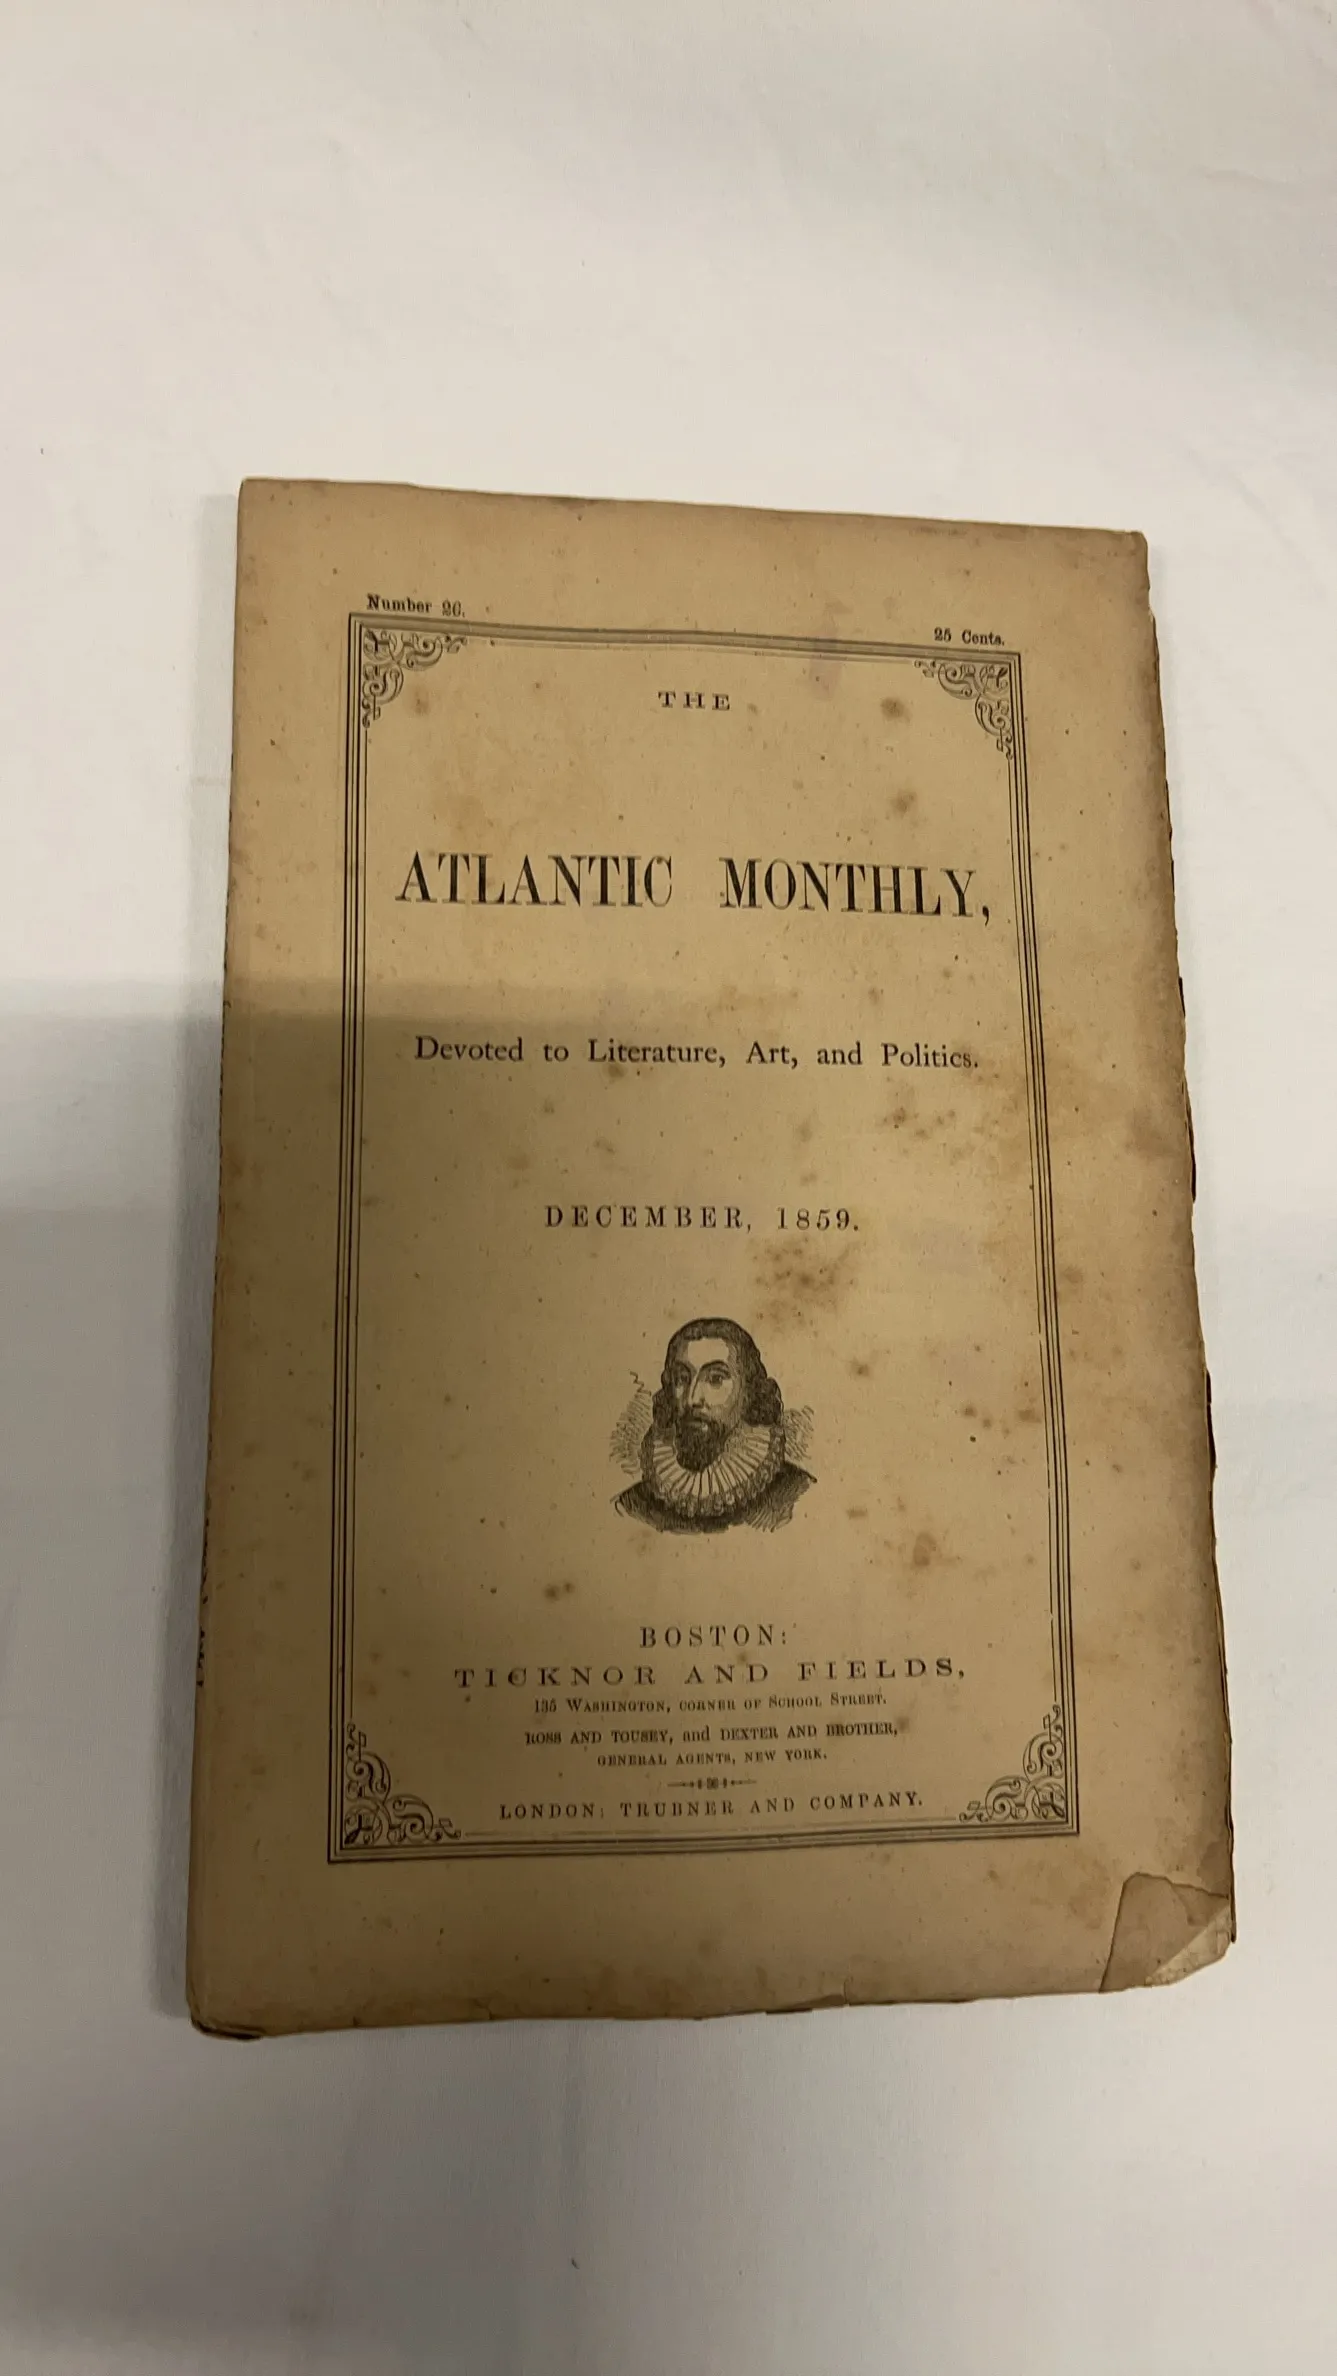 Number 26.
25 Cents.
THE
ATLANTIC MONTHLY,
Devoted to Literature, Art, and Politics.
DECEMBER, 1859.
BOSTON:
TICKNOR AND FIELDS,
135 WASHINGTON, CORNER OF SCHOOL STREET.
ROSS AND TOUSEY, and DEXTER AND BROTHER,
GENERAL AGENTS, NEW YORK.
LONDON: TRUBNER AND COMPANY.